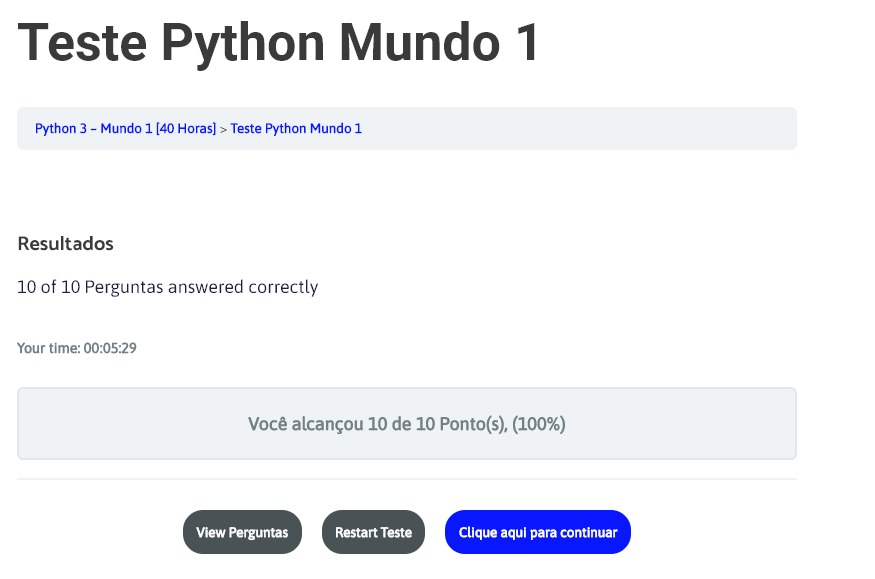 Teste Python Mundo 1
Python 3 – Mundo 1 [40 Horas] > Teste Python Mundo 1
Resultados
10 of 10 Perguntas answered correctly
Your time: 00:05:29
Você alcançou 10 de 10 Ponto(s), (100%)
View Perguntas Restart Teste Clique aqui para continuar